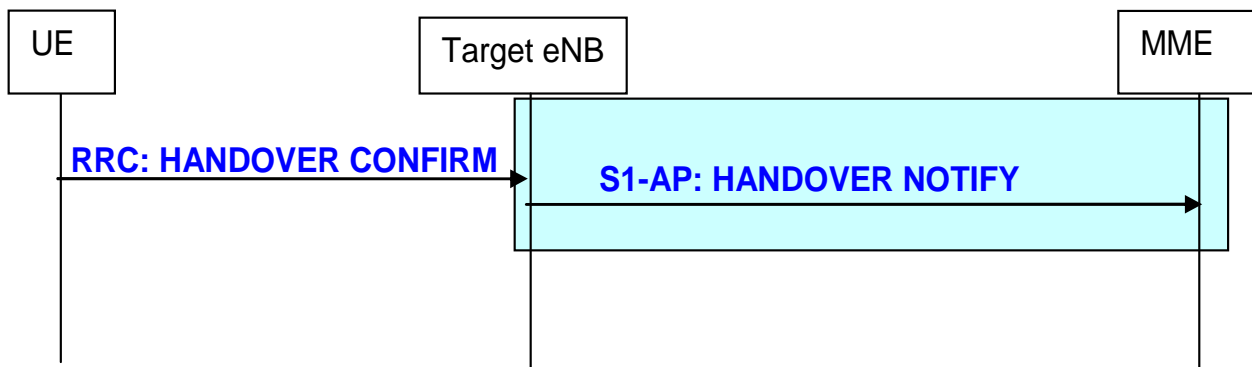 UE
Target eNB
MME
RRC: HANDOVER CONFIRM
S1-AP: HANDOVER NOTIFY